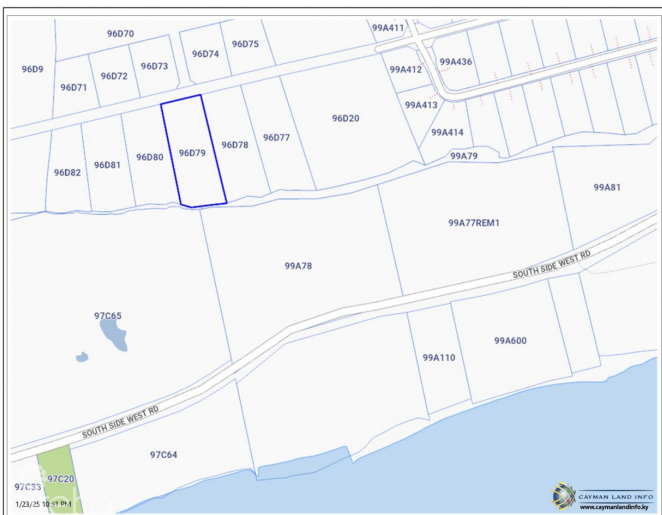 99A411
96D70
96D75
96D74
99A436
96D9
96D73
99A412
96D72
96D71
99A413
96D20
99A414
96D77
96D78
96D79
96D80
99A79
96D81
96D82
99A81
99A77REM1
99A78
SOUTH SIDE WEST RD
97C65
99A600
99A110
SOUTH SIDE WEST RD
97C64
97C20
97C33
1/23/25 10:51 PM
CAYMAN LAND INFO
www.caymanlandinfo.ky